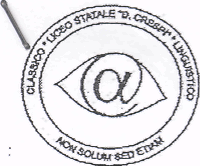 CLASSICO * LICEO STATALE "D. CRESPI" * LINGUISTICO
α
NON SOLUM SED ETIAM